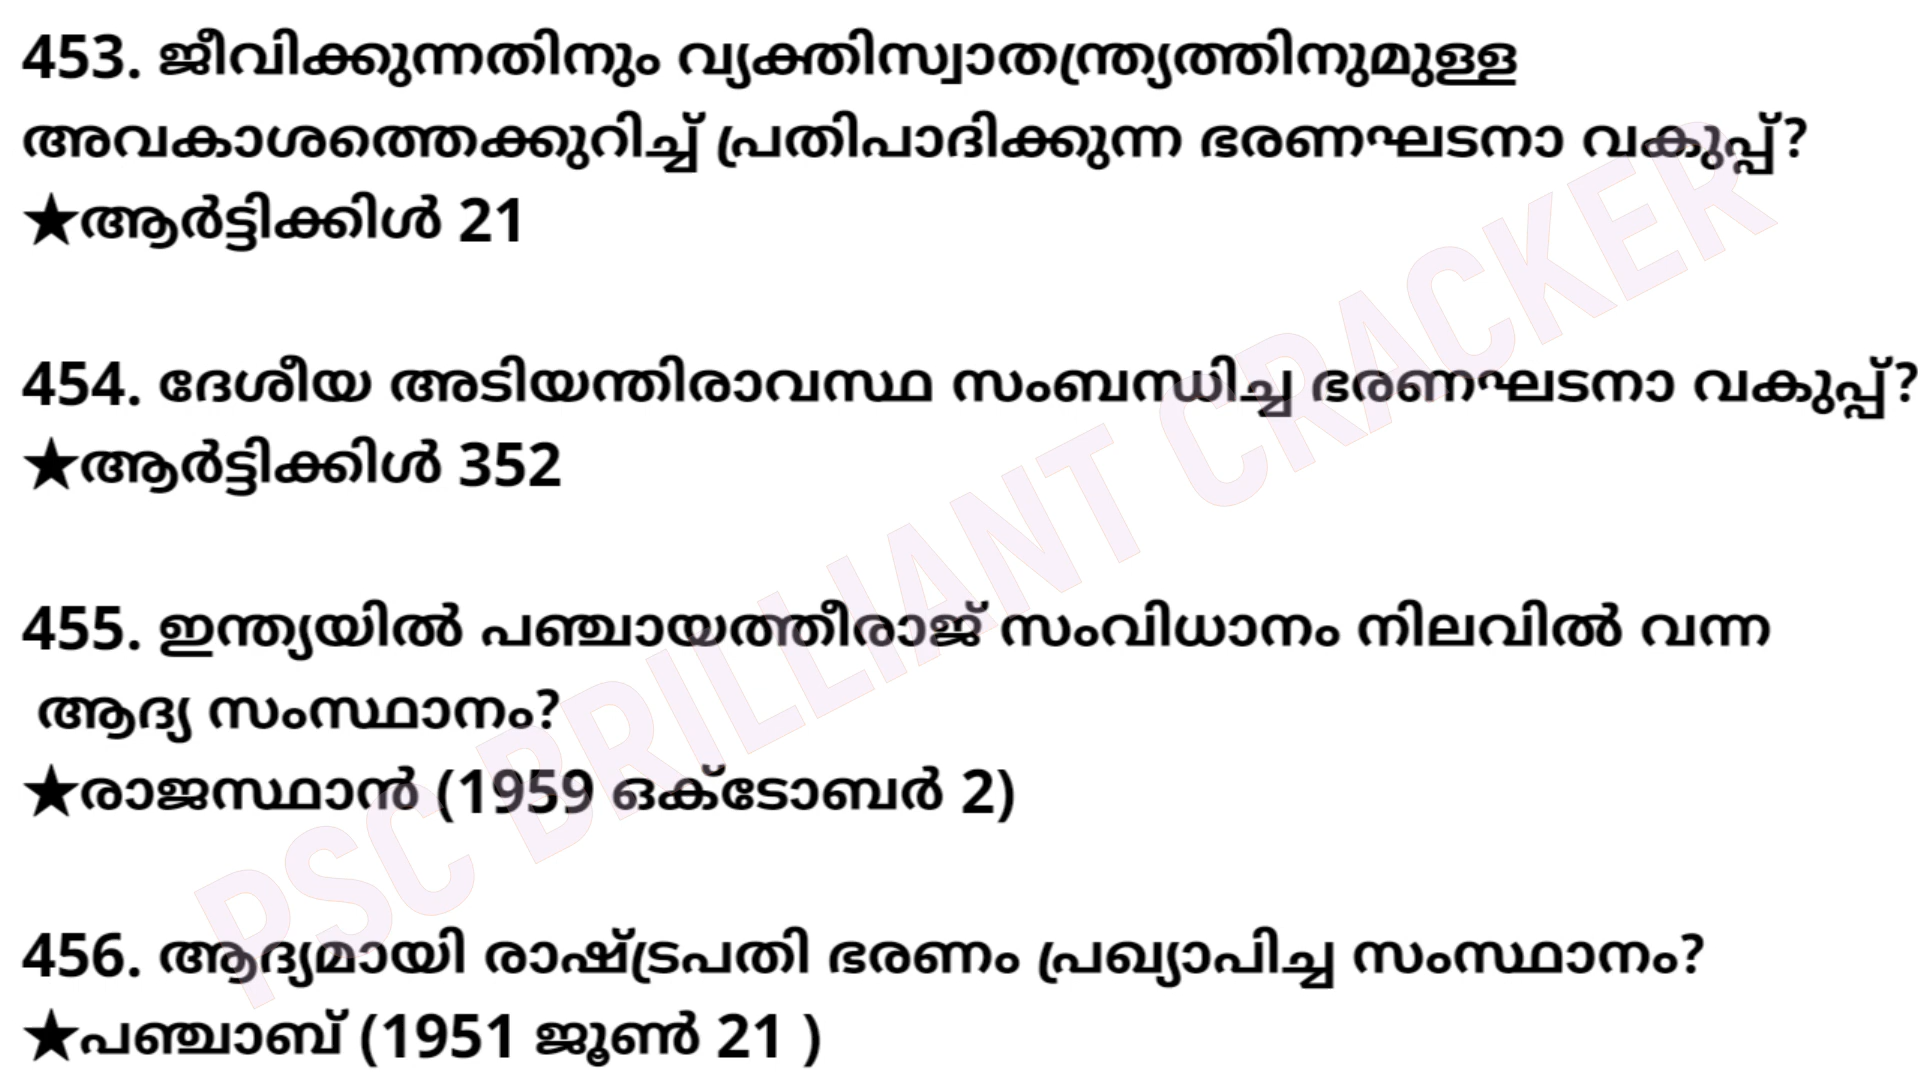 453. ജീവിക്കുന്നതിനും വ്യക്തിസ്വാതന്ത്ര്യത്തിനുമുള്ള
അവകാശത്തെക്കുറിച്ച് പ്രതിപാദിക്കുന്ന ഭരണഘടനാ വകുപ്പ്?
★ആർട്ടിക്കിൾ 21
454. ദേശീയ അടിയന്തിരാവസ്ഥ സംബന്ധിച്ച ഭരണഘടനാ വകുപ്പ്?
★ആർട്ടിക്കിൾ 352
455. ഇന്ത്യയിൽ പഞ്ചായത്തീരാജ് സംവിധാനം നിലവിൽ വന്ന
ആദ്യ സംസ്ഥാനം?
★രാജസ്ഥാൻ (1959 ഒക്ടോബർ 2)
456. ആദ്യമായി രാഷ്ട്രപതി ഭരണം പ്രഖ്യാപിച്ച സംസ്ഥാനം?
★പഞ്ചാബ് (1951 ജൂൺ 21 )
PSC BRILLIANT CRACKER